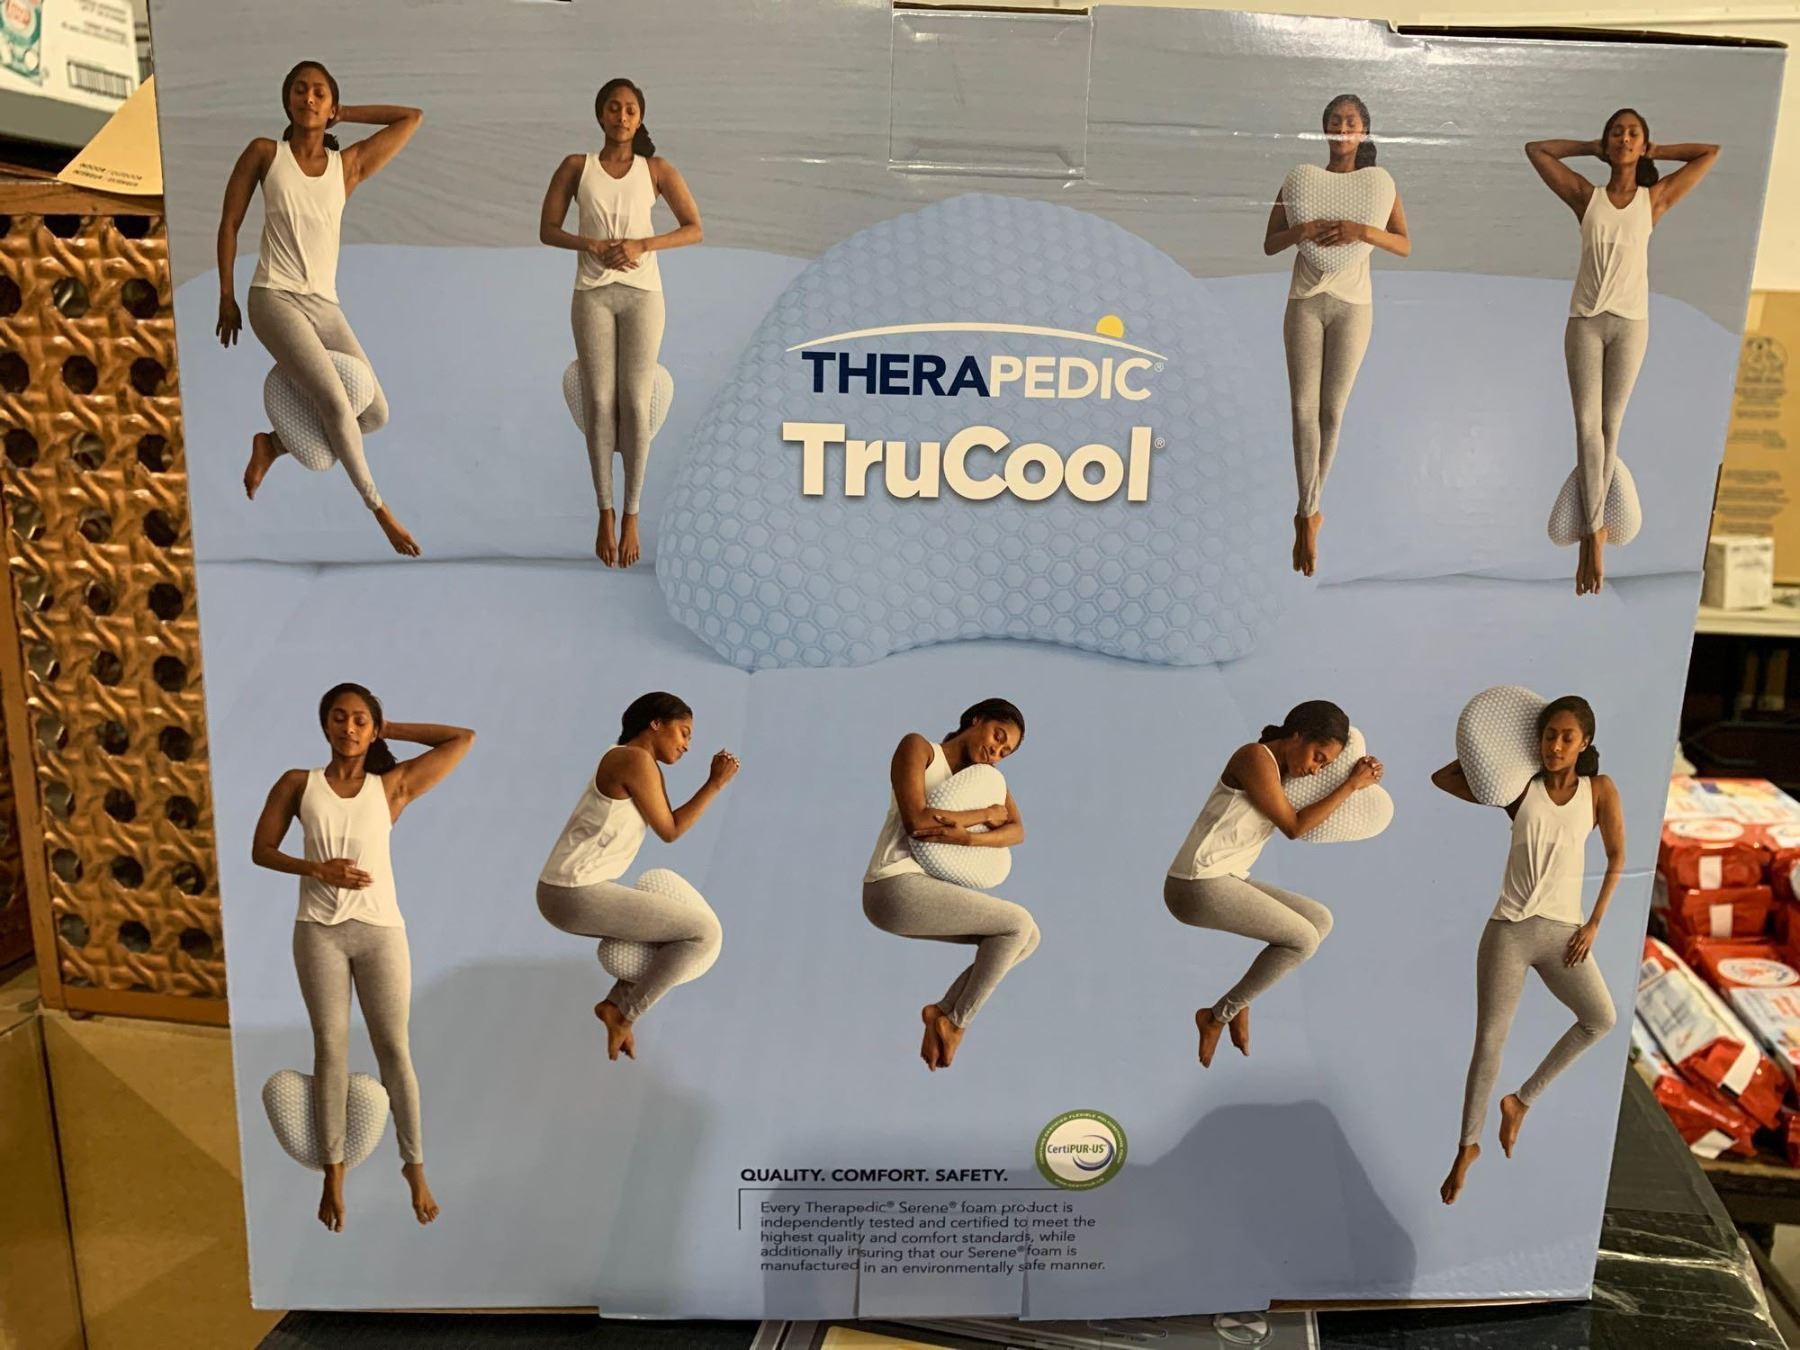 INDOOR / OUTDOOR
THERAPEDIC®
TruCool®
CertiPUR-US®
QUALITY. COMFORT. SAFETY.
Every Therapedic® Serene® foam product is
independently tested and certified to meet the
highest quality and comfort standards, while
additionally insuring that our Serene® foam is
manufactured in an environmentally safe manner.